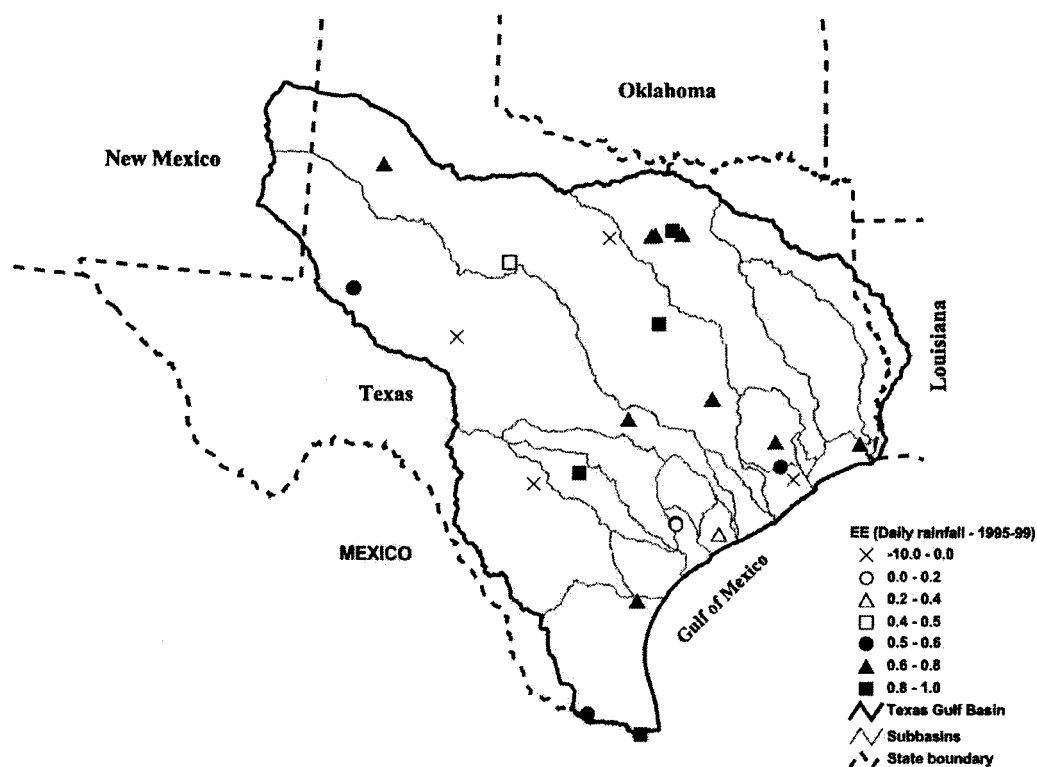 Oklahoma
New Mexico
Louisiana
Texas
MEXICO
Gulf of Mexico
EE (Daily rainfall - 1995-99)
-10.0 - 0.0
0.0 - 0.2
0.2 - 0.4
0.4 - 0.5
0.5 - 0.6
0.6 - 0.8
0.8 - 1.0
Texas Gulf Basin
Subbasins
State boundary